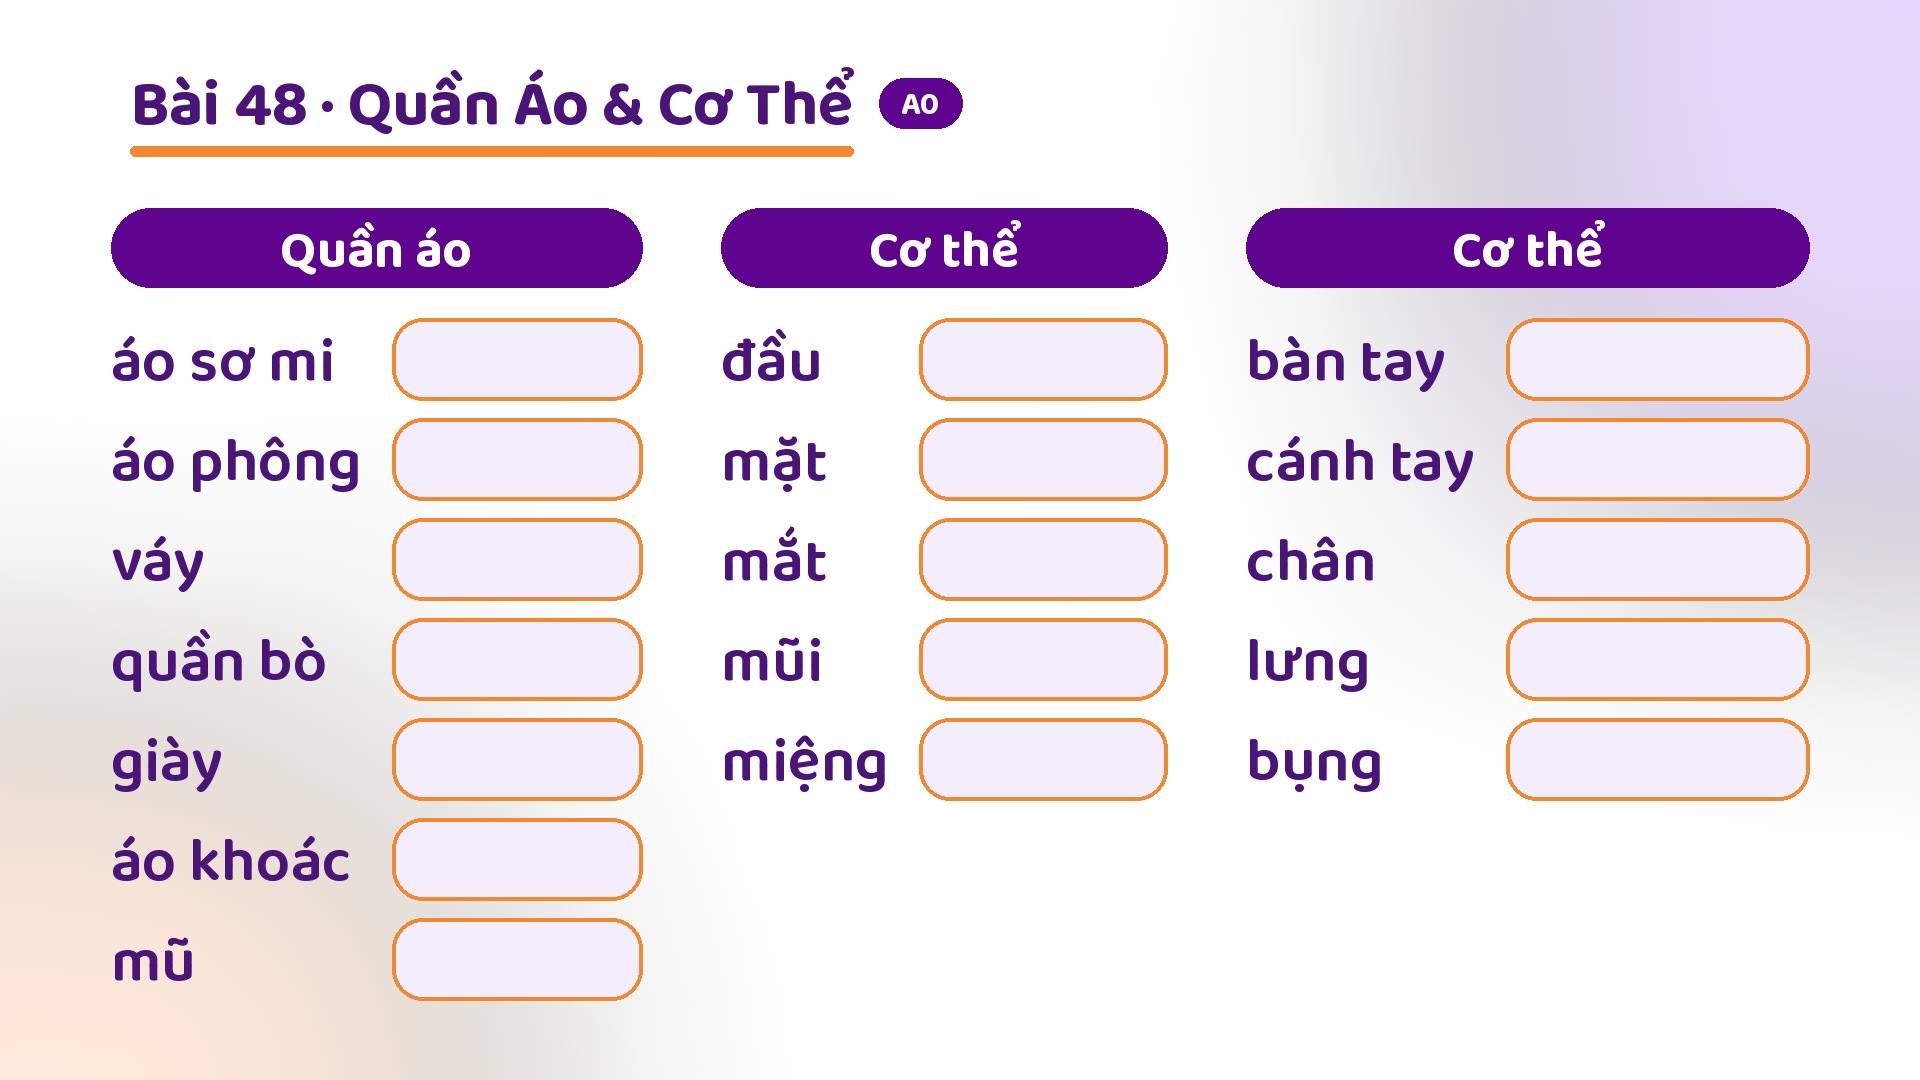 Bài 48 · Quần Áo & Cơ Thể A0
Quần áo
áo sơ mi
áo phông
váy
quần bò
giày
áo khoác
mũ
Cơ thể
đầu
mặt
mắt
mũi
miệng
Cơ thể
bàn tay
cánh tay
chân
lưng
bụng